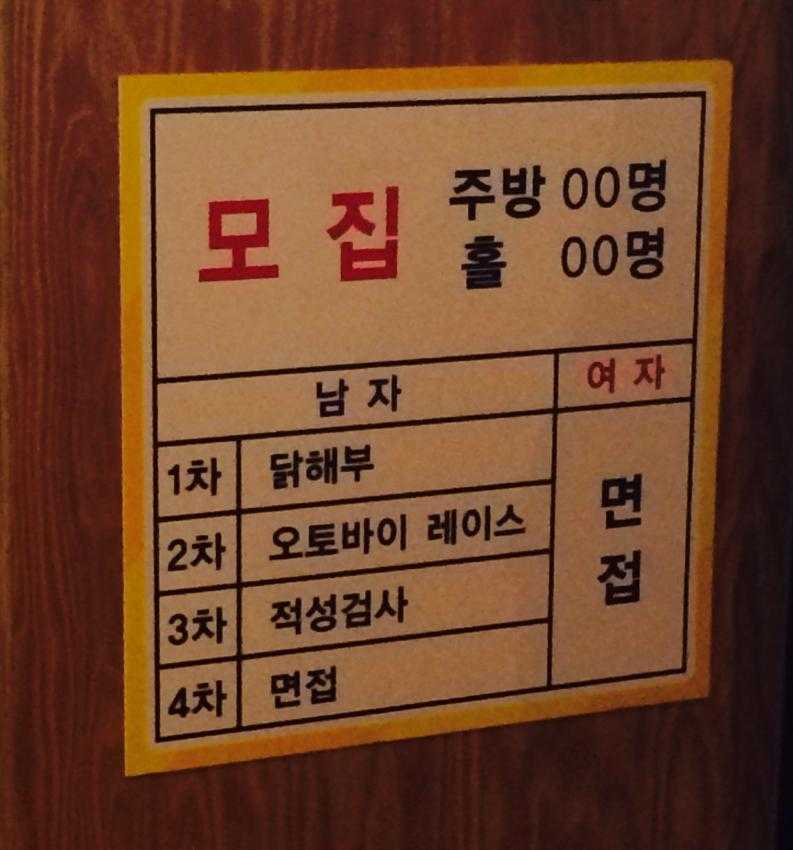 모 집
주방 00명
홀 00명
남 자
여 자
1차 닭해부
2차 오토바이 레이스
3차 적성검사
4차 면접
면
접